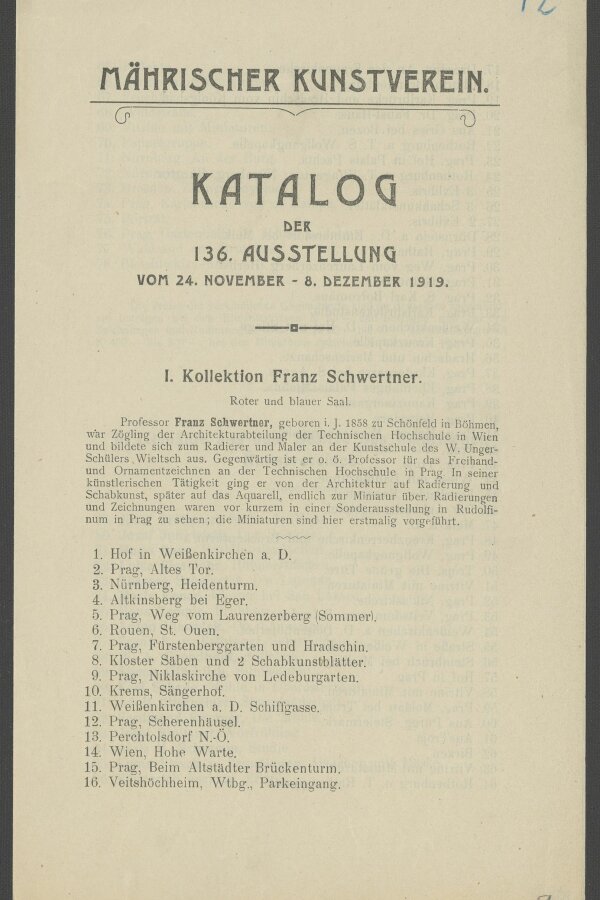 MÄHRISCHER KUNSTVEREIN.
KATALOG
DER
136. AUSSTELLUNG
VOM 24. NOVEMBER - 8. DEZEMBER 1919.
I. Kollektion Franz Schwertner.
Roter und blauer Saal.
Professor Franz Schwertner, geboren i. J. 1858 zu Schönfeld in Böhmen,
war Zögling der Architekturabteilung der Technischen Hochschule in Wien
und bildete sich zum Radierer und Maler an der Kunstschule des W. Unger-
Schülers Wieltsch aus. Gegenwärtig ist er o. ö. Professor für das Freihand-
und Ornamentzeichnen an der Technischen Hochschule in Prag. In seiner
künstlerischen Tätigkeit ging er von der Architektur auf Radierung und
Schabkunst, später auf das Aquarell, endlich zur Miniatur über. Radierungen
und Zeichnungen waren vor kurzem in einer Sonderausstellung in Rudolfi-
num in Prag zu sehen; die Miniaturen sind hier erstmalig vorgeführt.
1. Hof in Weißenkirchen a. D.
2. Prag, Altes Tor.
3. Nürnberg, Heidenturm.
4. Altkinsberg bei Eger.
5. Prag, Weg vom Laurenzerberg (Sommer).
6. Rouen, St. Ouen.
7. Prag, Fürstenberggarten und Hradschin.
8. Kloster Säben und 2 Schabkunstblätter.
9. Prag, Niklaskirche von Ledeburgarten.
10. Krems, Sängerhof.
11. Weißenkirchen a. D. Schiffgasse.
12. Prag, Scherenhäusel.
13. Perchtolsdorf N.-Ö.
14. Wien, Hohe Warte.
15. Prag, Beim Altstädter Brückenturm.
16. Veitshöchheim, Wtbg., Parkeingang.